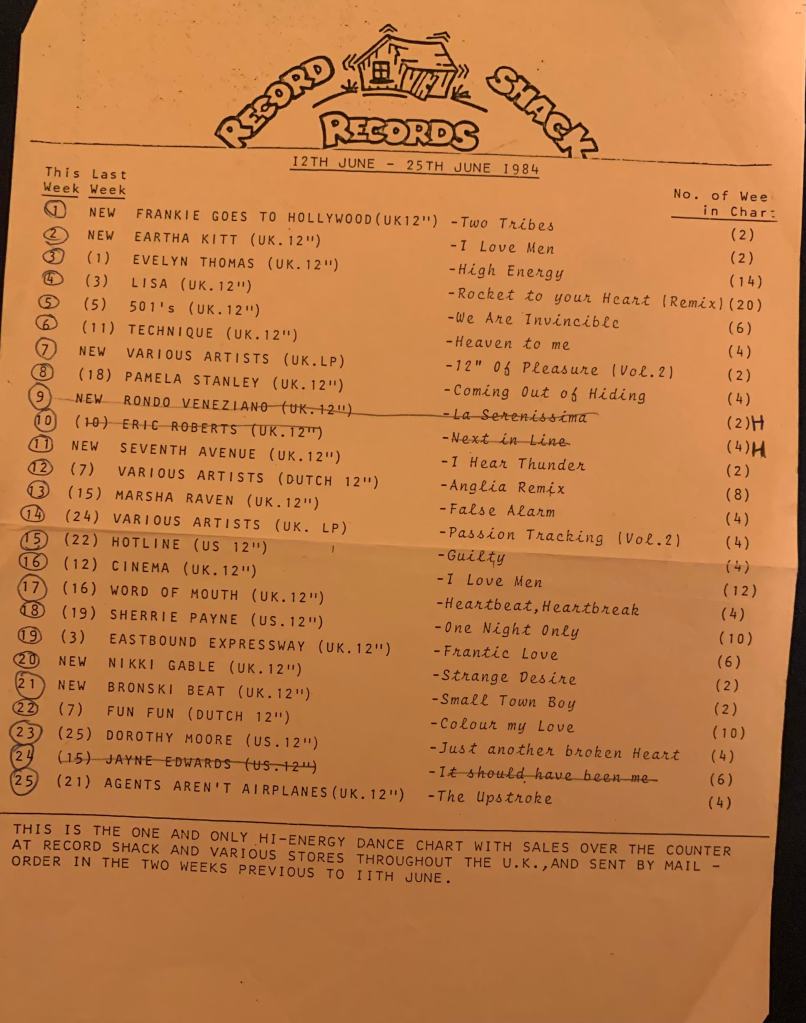 RECORD SHACK
RECORDS
12TH JUNE - 25TH JUNE 1984
This Last No. of Wee
Week Week in Chart
1 NEW FRANKIE GOES TO HOLLYWOOD(UK12") -Two Tribes (2)
2 NEW EARTHA KITT (UK.12") -I Love Men (2)
3 (1) EVELYN THOMAS (UK.12") -High Energy (14)
4 (3) LISA (UK.12") -Rocket to your Heart (Remix) (20)
5 (5) 501's (UK.12") -We Are Invincible (6)
6 (11) TECHNIQUE (UK.12") -Heaven to me (4)
7 NEW VARIOUS ARTISTS (UK.LP) -12" Of Pleasure (Vol.2) (2)
8 (18) PAMELA STANLEY (UK.12") -Coming Out of Hiding (4)
9 NEW RONDO VENEZIANO (UK.12") -La Serenissima (2)H
10 (10) ERIC ROBERTS (UK.12") -Next in Line (4)H
11 NEW SEVENTH AVENUE (UK.12") -I Hear Thunder (2)
12 (7) VARIOUS ARTISTS (DUTCH 12") -Anglia Remix (8)
13 (15) MARSHA RAVEN (UK.12") -False Alarm (4)
14 (24) VARIOUS ARTISTS (UK. LP) -Passion Tracking (Vol.2) (4)
15 (22) HOTLINE (US 12") -Guilty (4)
16 (12) CINEMA (UK.12") -I Love Men (12)
17 (16) WORD OF MOUTH (UK.12") -Heartbeat,Heartbreak (4)
18 (19) SHERRIE PAYNE (US.12") -One Night Only (10)
19 (3) EASTBOUND EXPRESSWAY (UK.12") -Frantic Love (6)
20 NEW NIKKI GABLE (UK.12") -Strange Desire (2)
21 NEW BRONSKI BEAT (UK.12") -Small Town Boy (2)
22 (7) FUN FUN (DUTCH 12") -Colour my Love (10)
23 (25) DOROTHY MOORE (US.12") -Just another broken Heart (4)
24 (15) JAYNE EDWARDS (US.12") -It should have been me (6)
25 (21) AGENTS AREN'T AIRPLANES(UK.12") -The Upstroke (4)
THIS IS THE ONE AND ONLY HI-ENERGY DANCE CHART WITH SALES OVER THE COUNTER
AT RECORD SHACK AND VARIOUS STORES THROUGHOUT THE U.K.,AND SENT BY MAIL -
ORDER IN THE TWO WEEKS PREVIOUS TO IITH JUNE.